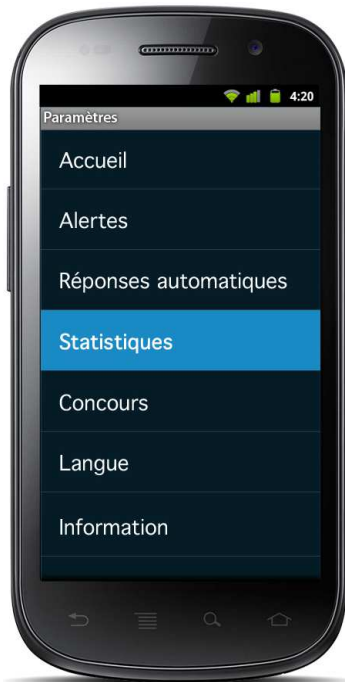 4:20
Paramètres
Accueil
Alertes
Réponses automatiques
Statistiques
Concours
Langue
Information